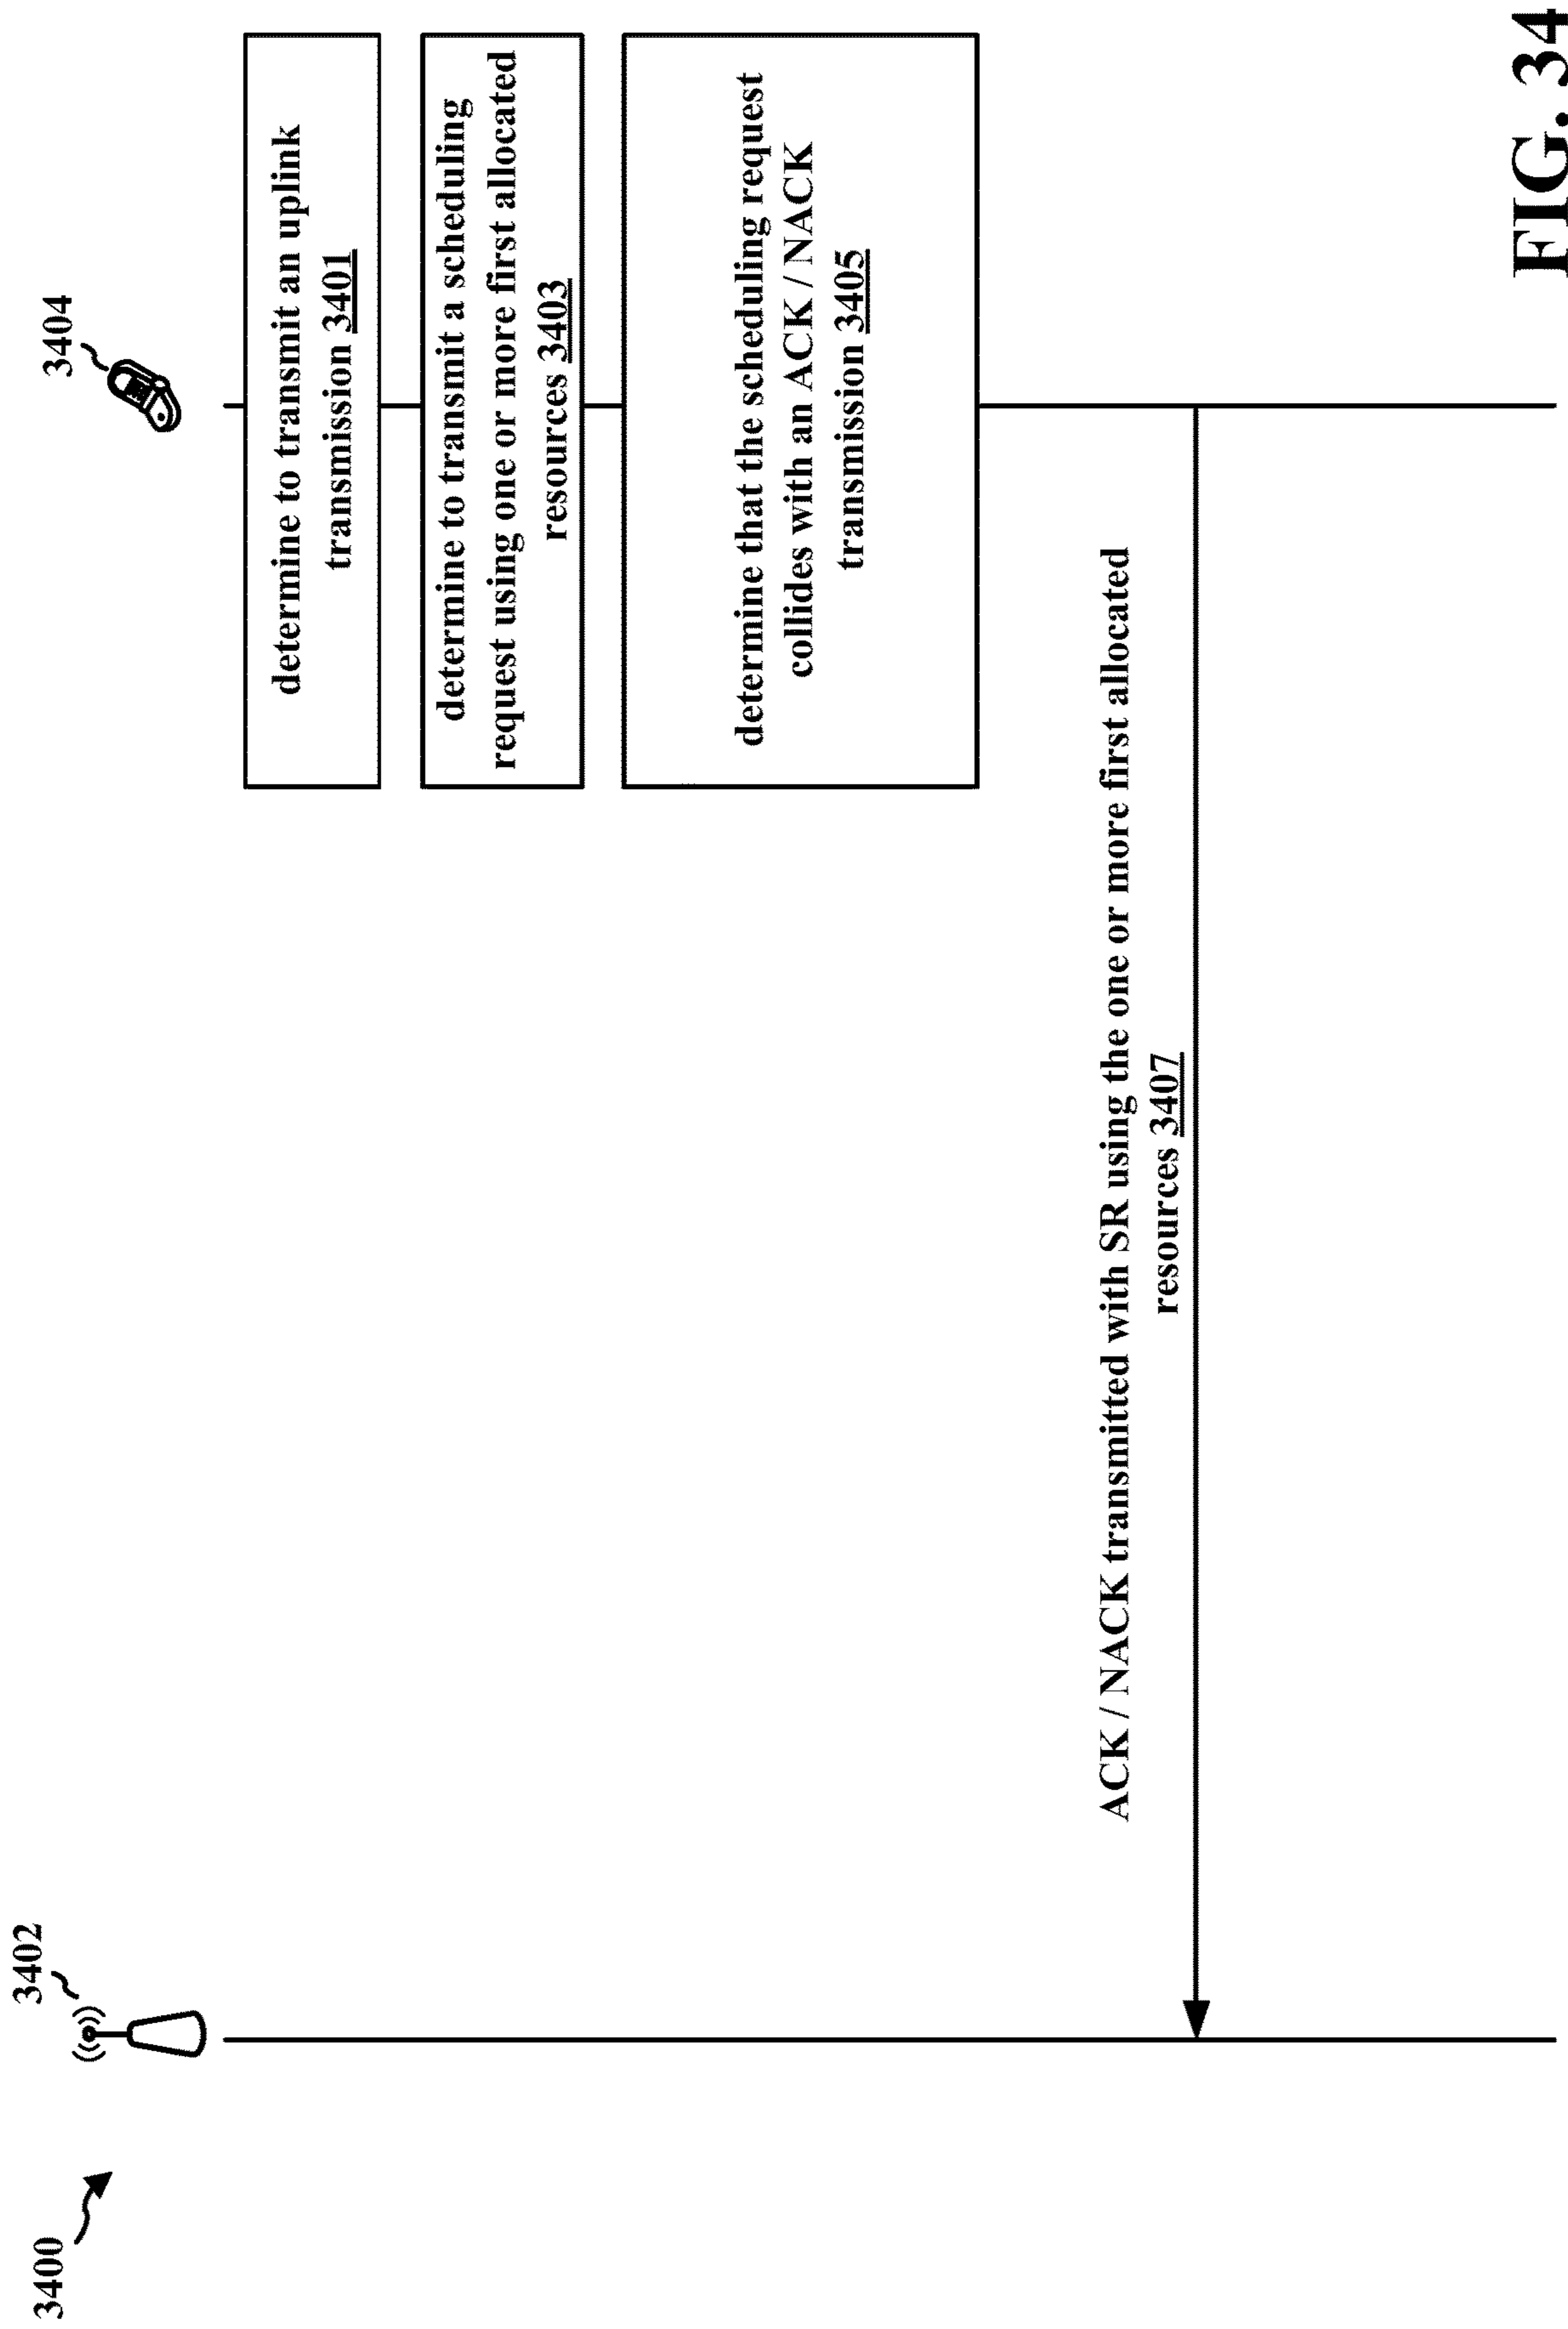 3400
3402
3404
determine to transmit an uplink
transmission 3401
determine to transmit a scheduling
request using one or more first allocated
resources 3403
determine that the scheduling request
collides with an ACK / NACK
transmission 3405
ACK / NACK transmitted with SR using the one or more first allocated
resources 3407
FIG. 34